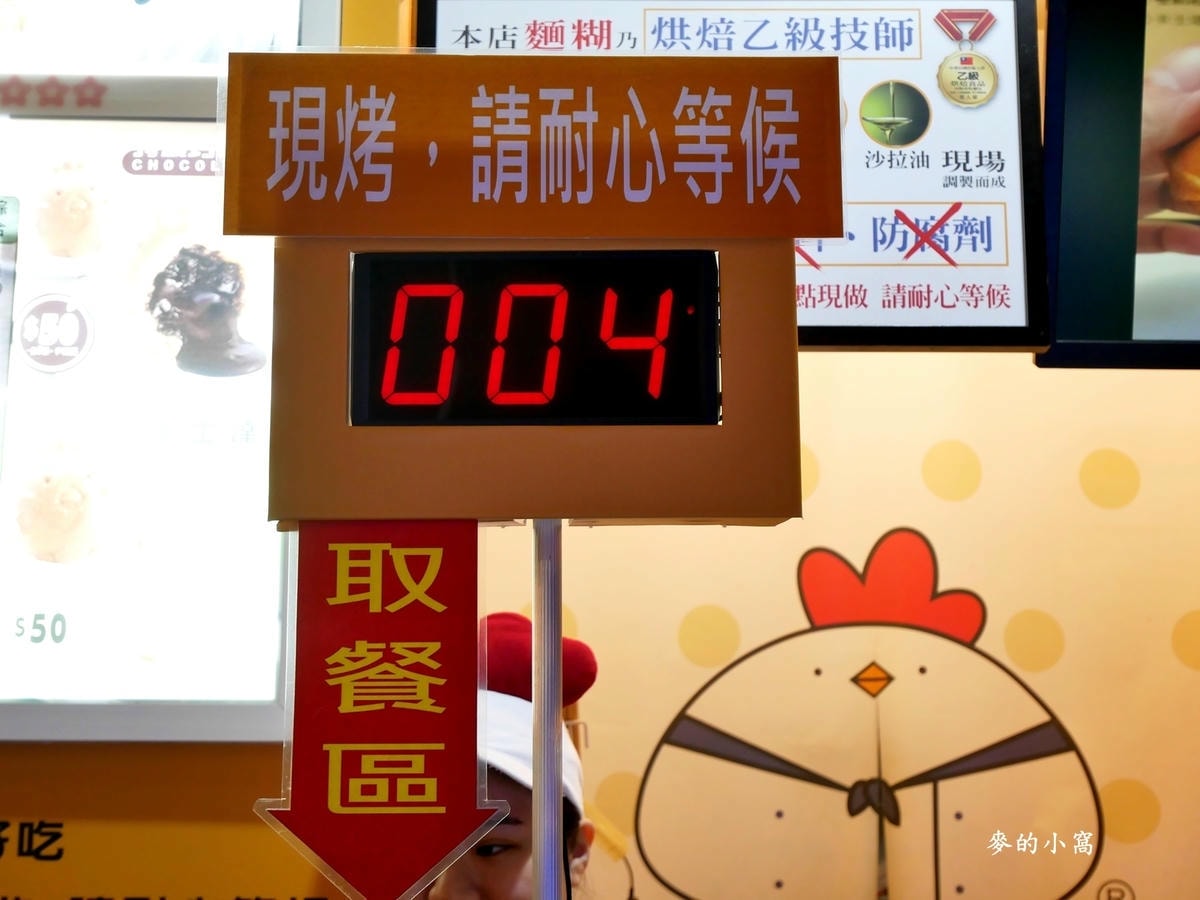 本店麵糊乃烘焙乙級技師
現烤，請耐心等候
乙級
沙拉油
現場
調製而成
防腐劑
點現做 請耐心等候
004
CHOCOL
$50
$50
取
餐
區
好吃
麥的小窩
®